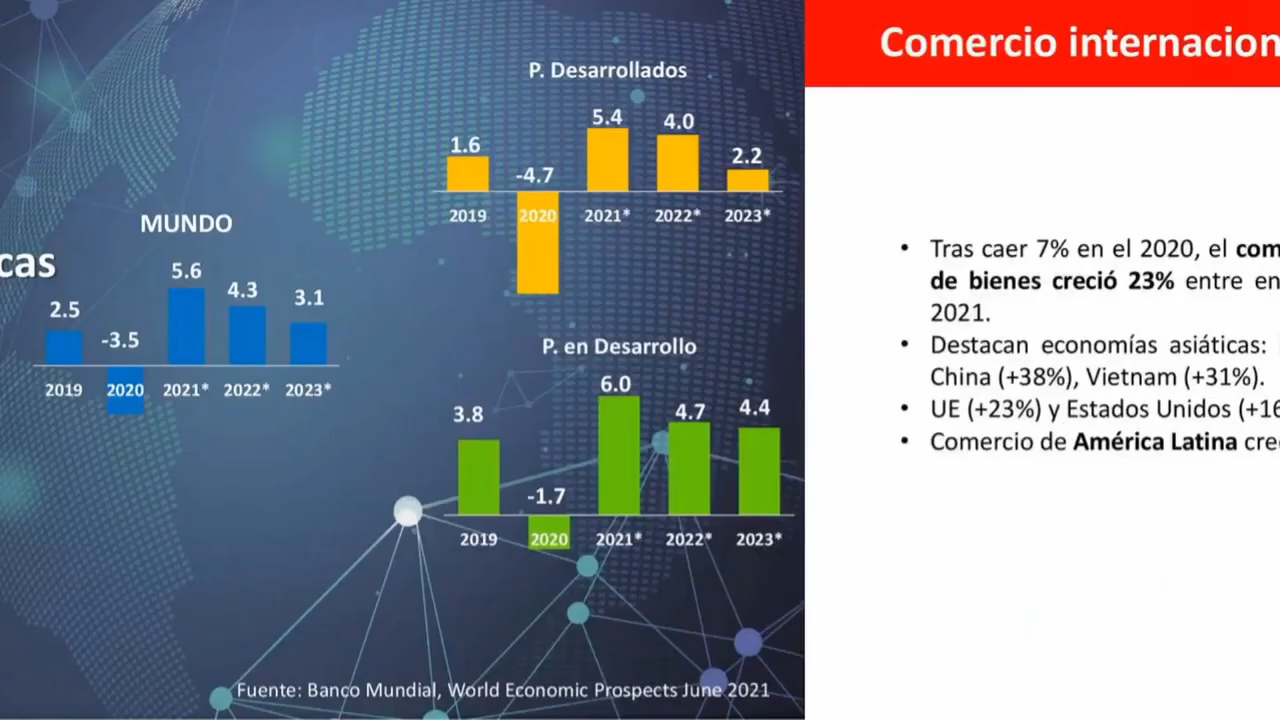 cas
MUNDO
2.5
-3.5
5.6
4.3
3.1
2019
2020
2021*
2022*
2023*
P. Desarrollados
1.6
-4.7
5.4
4.0
2.2
2019
2020
2021*
2022*
2023*
P. en Desarrollo
3.8
-1.7
6.0
4.7
4.4
2019
2020
2021*
2022*
2023*
Fuente: Banco Mundial, World Economic Prospects June 2021
Comercio internacion
• Tras caer 7% en el 2020, el com
de bienes creció 23% entre en
2021.
• Destacan economías asiáticas:
China (+38%), Vietnam (+31%).
• UE (+23%) y Estados Unidos (+16
• Comercio de América Latina cre